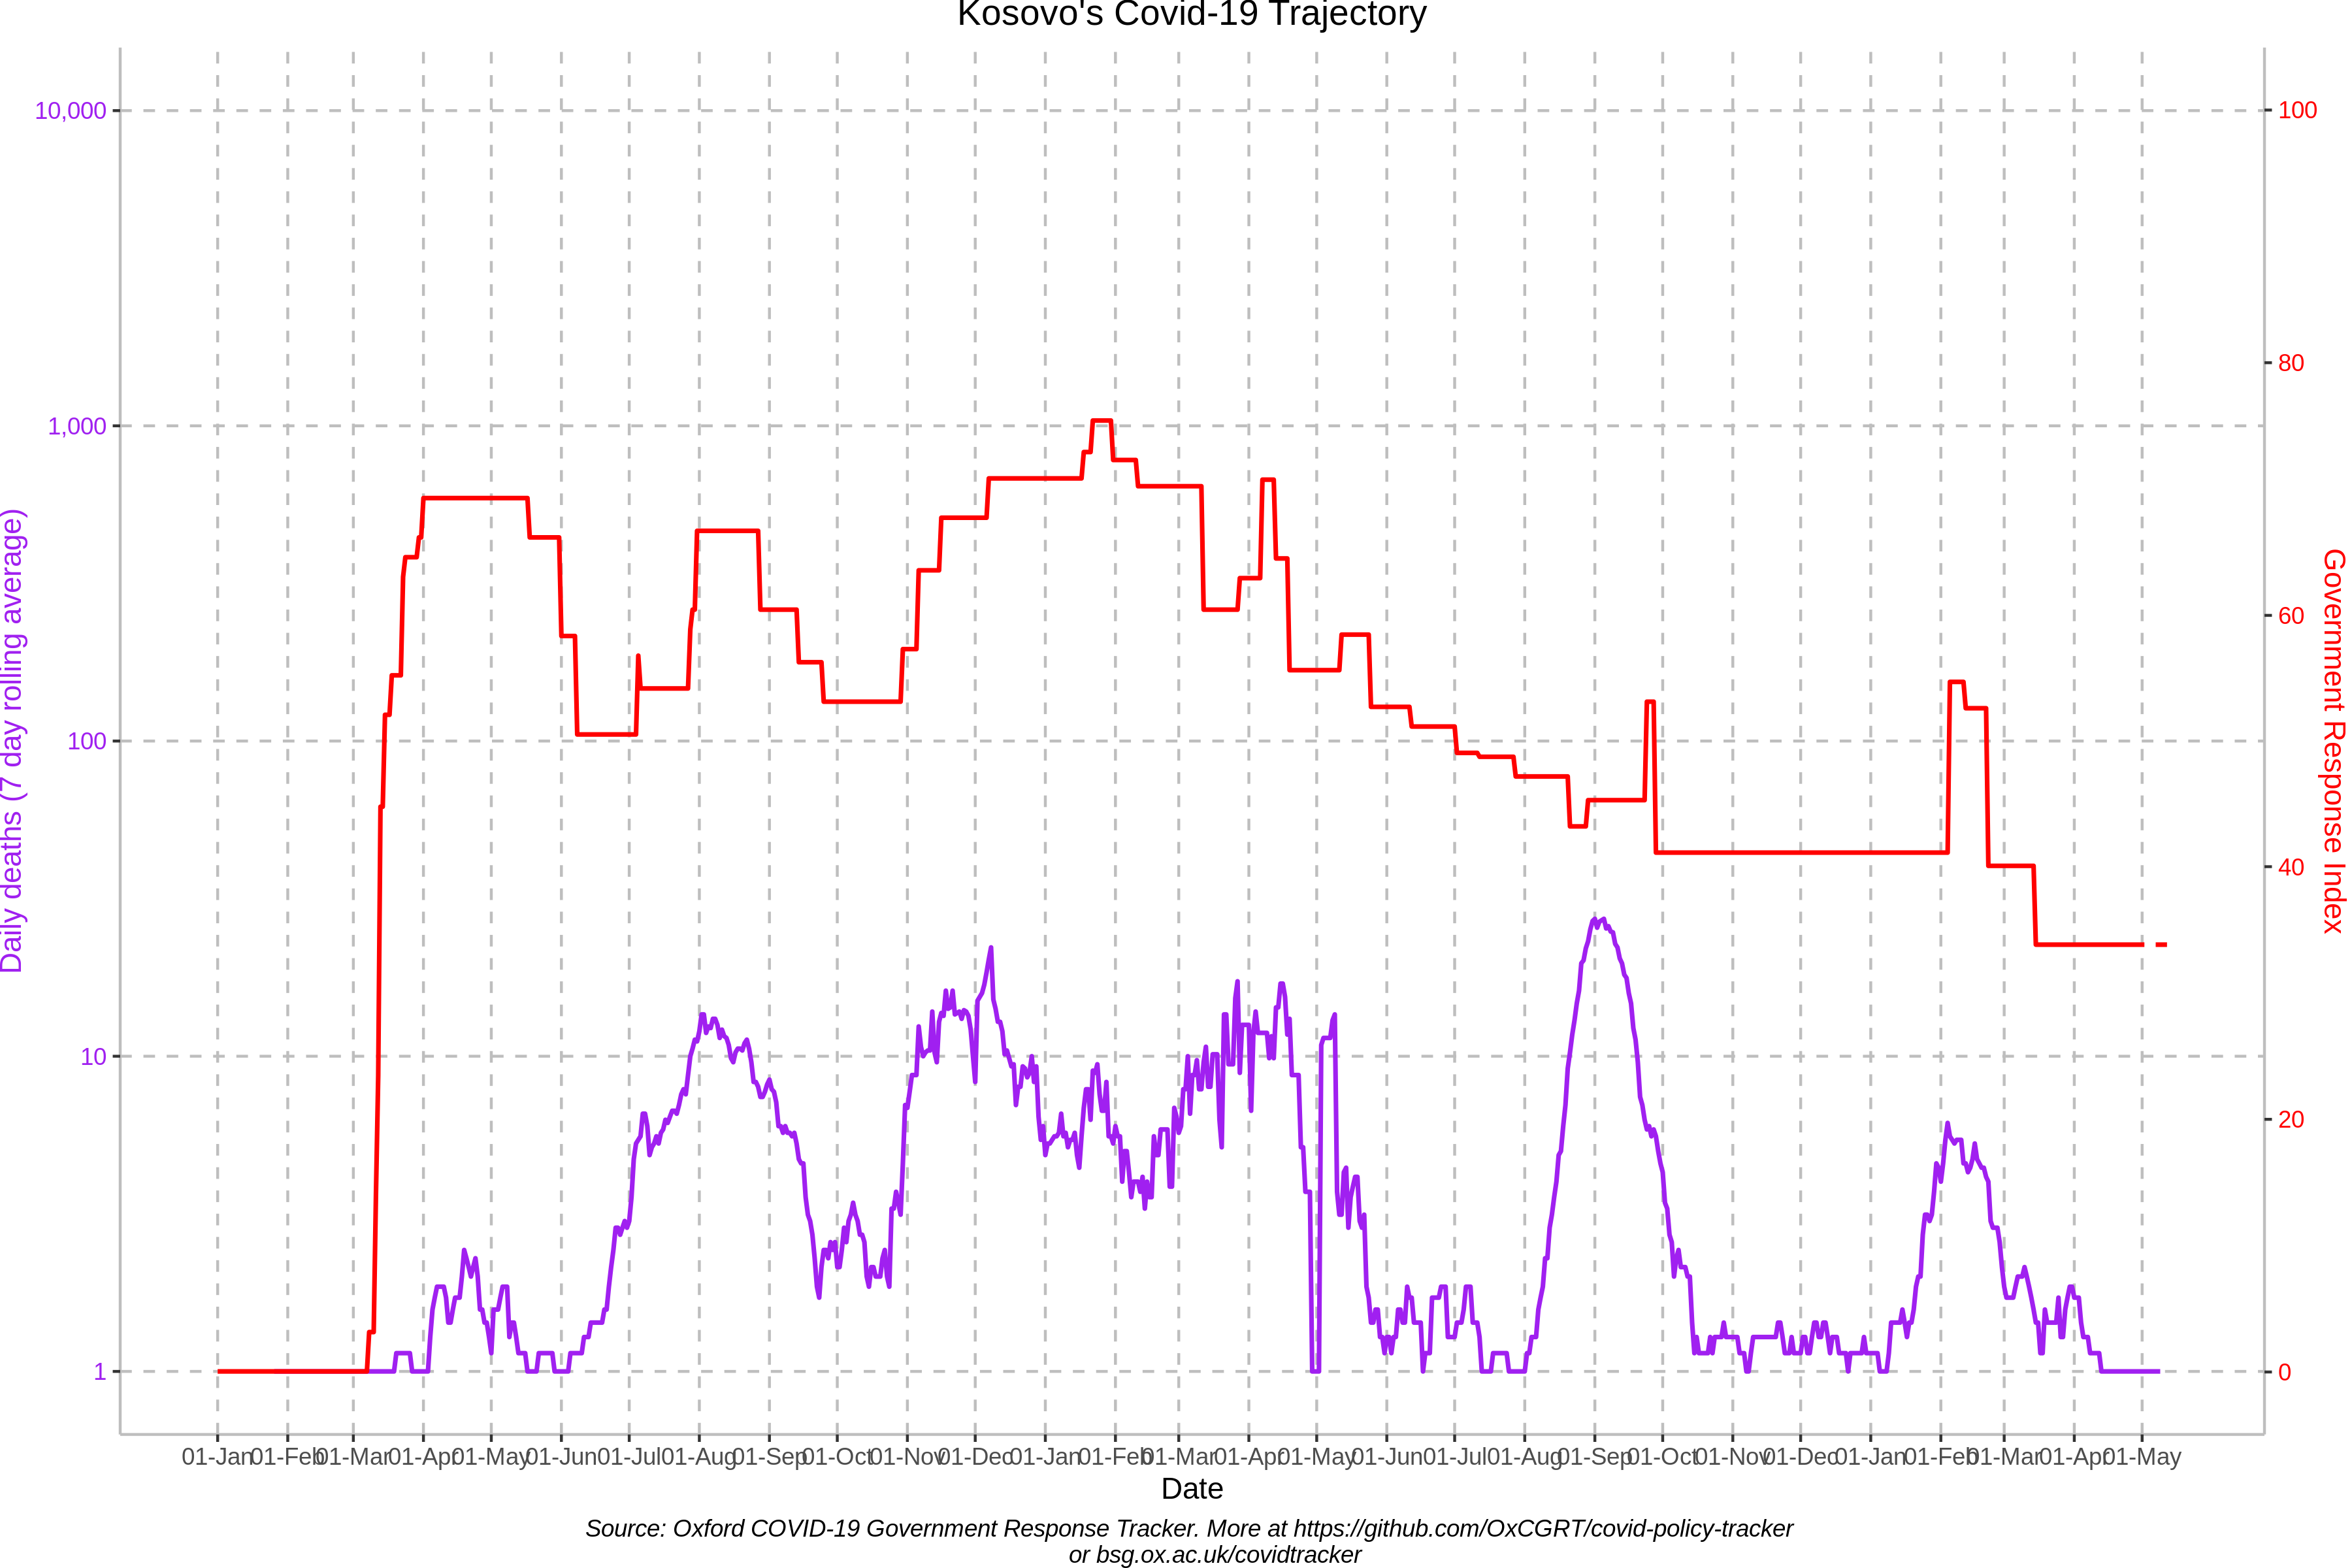 Kosovo's Covid-19 Trajectory
10,000
1,000
100
10
1
Daily deaths (7 day rolling average)
100
80
60
40
20
0
Government Response Index
01-Jan 01-Feb 01-Mar 01-Apr 01-May 01-Jun 01-Jul 01-Aug 01-Sep 01-Oct 01-Nov 01-Dec 01-Jan 01-Feb 01-Mar 01-Apr 01-May 01-Jun 01-Jul 01-Aug 01-Sep 01-Oct 01-Nov 01-Dec 01-Jan 01-Feb 01-Mar 01-Apr 01-May
Date
Source: Oxford COVID-19 Government Response Tracker. More at https://github.com/OxCGRT/covid-policy-tracker
or bsg.ox.ac.uk/covidtracker